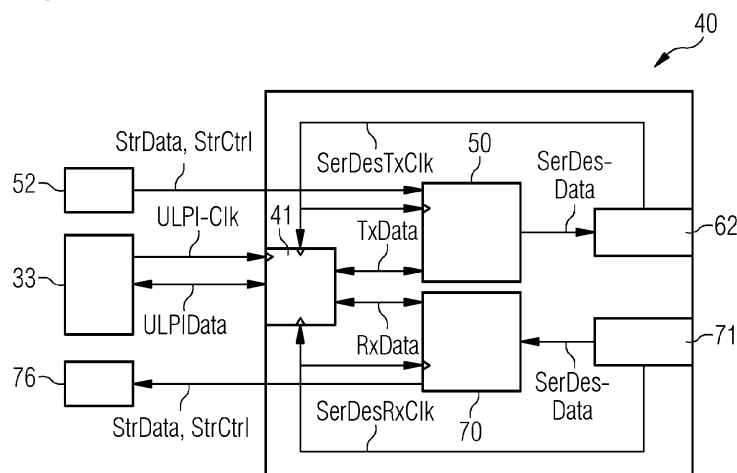 40
StrData, StrCtrl
SerDesTxClk
50
SerDes-
Data
52
ULPI-Clk
41
TxData
62
33
ULPIData
RxData
71
76
SerDes-
Data
StrData, StrCtrl
SerDesRxClk
70